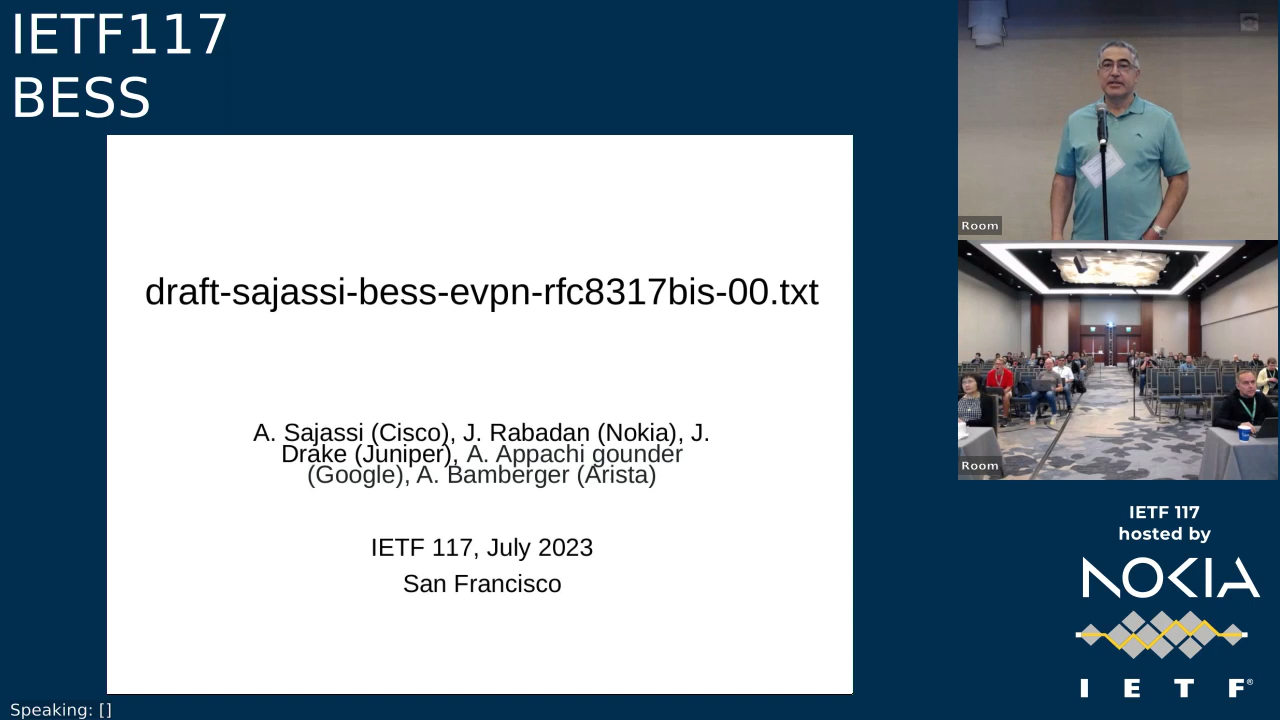 IETF117
BESS
draft-sajassi-bess-evpn-rfc8317bis-00.txt
A. Sajassi (Cisco), J. Rabadan (Nokia), J.
Drake (Juniper), A. Appachi gounder
(Google), A. Bamberger (Arista)
IETF 117, July 2023
San Francisco
Room
Room
IETF 117
hosted by
NOKIA
I E T F®
Speaking: []